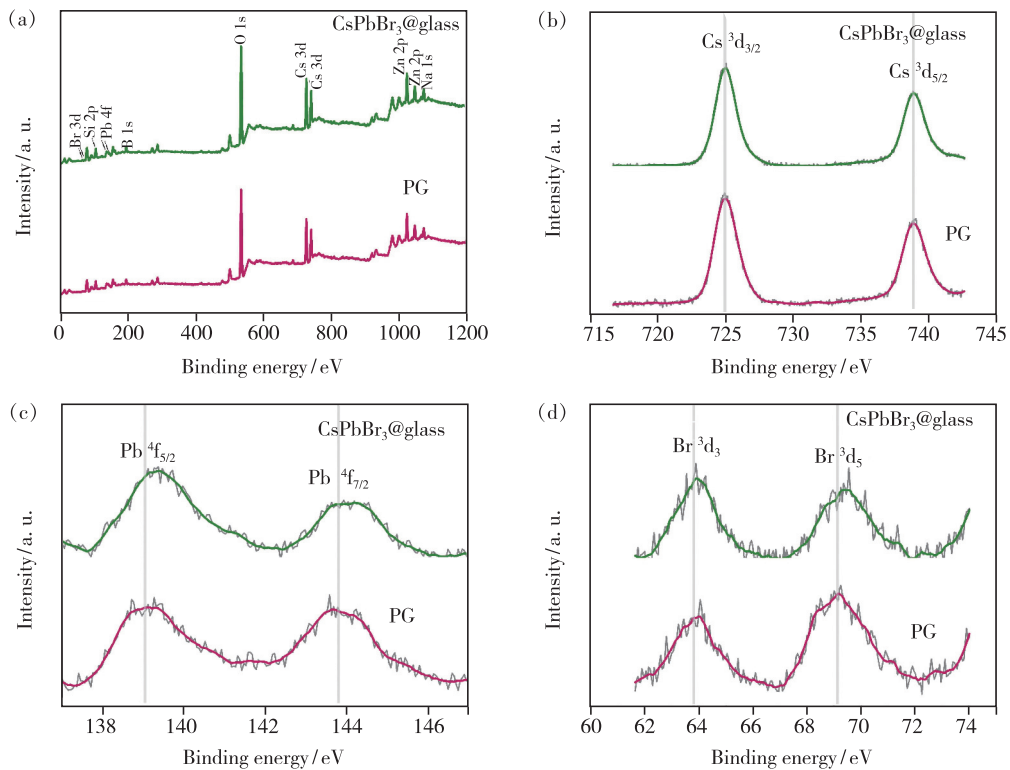 (a)
CsPbBr₃@glass
O 1s
Cs 3d
Cs 3d
Zn 2p
Zn 2p
Na 1s
Br 3d
Si 2p
Pb 4f
B 1s
PG
Intensity/a. u.
0 200 400 600 800 1000 1200
Binding energy/eV
(b)
CsPbBr₃@glass
Cs ³d₃/₂
Cs ³d₅/₂
PG
Intensity/a. u.
715 720 725 730 735 740 745
Binding energy/eV
(c)
CsPbBr₃@glass
Pb ⁴f₅/₂
Pb ⁴f₇/₂
PG
Intensity/a. u.
138 140 142 144 146
Binding energy/eV
(d)
CsPbBr₃@glass
Br ³d₃
Br ³d₅
PG
Intensity/a. u.
60 62 64 66 68 70 72 74
Binding energy/eV